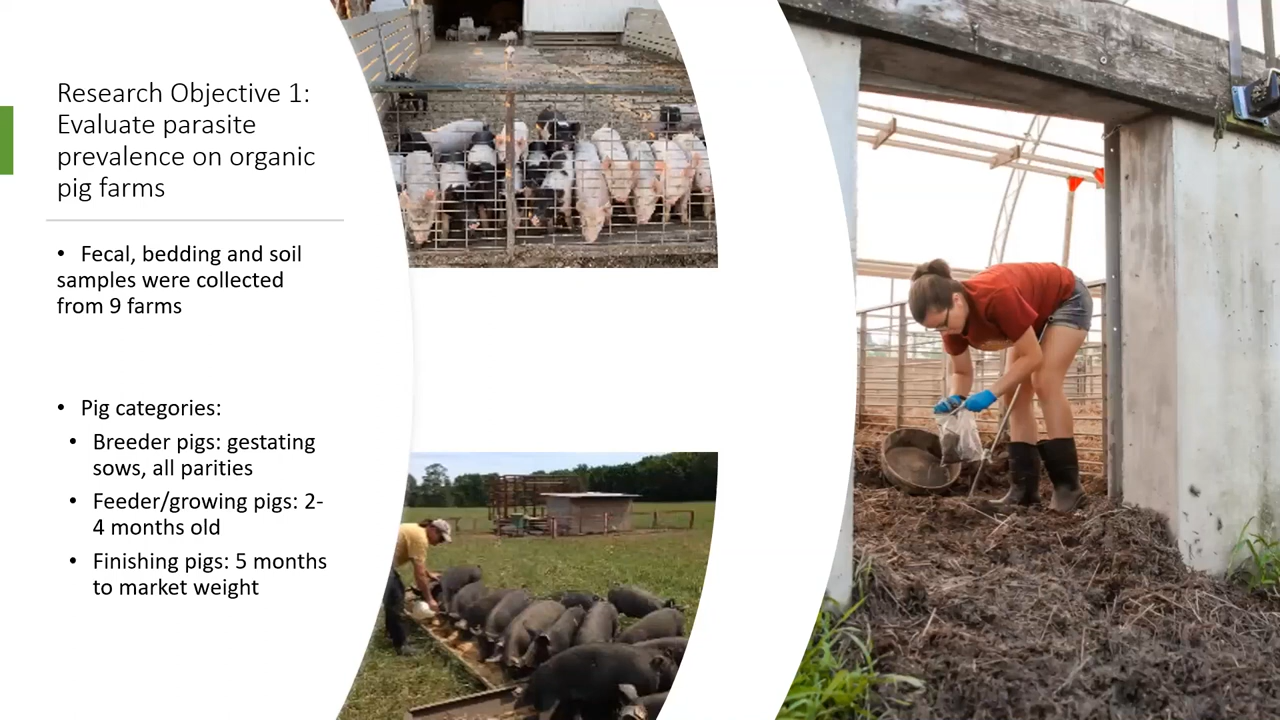 Research Objective 1:
Evaluate parasite
prevalence on organic
pig farms
• Fecal, bedding and soil
samples were collected
from 9 farms
• Pig categories:
• Breeder pigs: gestating
sows, all parities
• Feeder/growing pigs: 2-
4 months old
• Finishing pigs: 5 months
to market weight